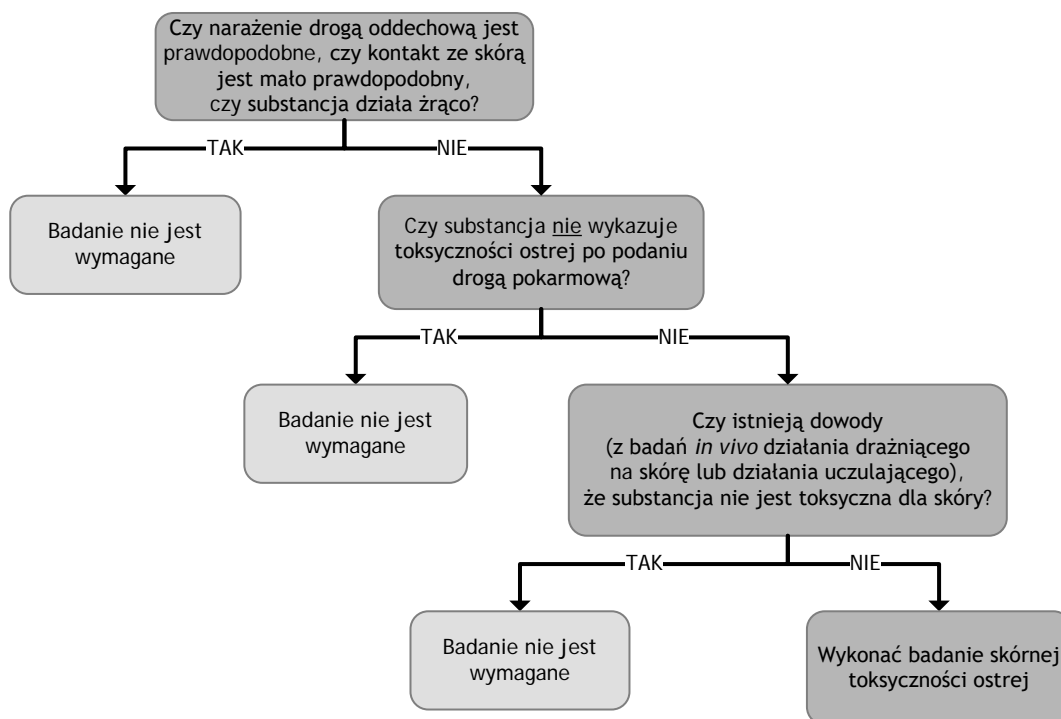 Czy narażenie drogą oddechową jest
prawdopodobne, czy kontakt ze skórą
jest mało prawdopodobny,
czy substancja działa żrąco?
TAK
NIE
Badanie nie jest
wymagane
Czy substancja nie wykazuje
toksyczności ostrej po podaniu
drogą pokarmową?
TAK
NIE
Badanie nie jest
wymagane
Czy istnieją dowody
(z badań in vivo działania drażniącego
na skórę lub działania uczulającego),
że substancja nie jest toksyczna dla skóry?
TAK
NIE
Badanie nie jest
wymagane
Wykonać badanie skórnej
toksyczności ostrej